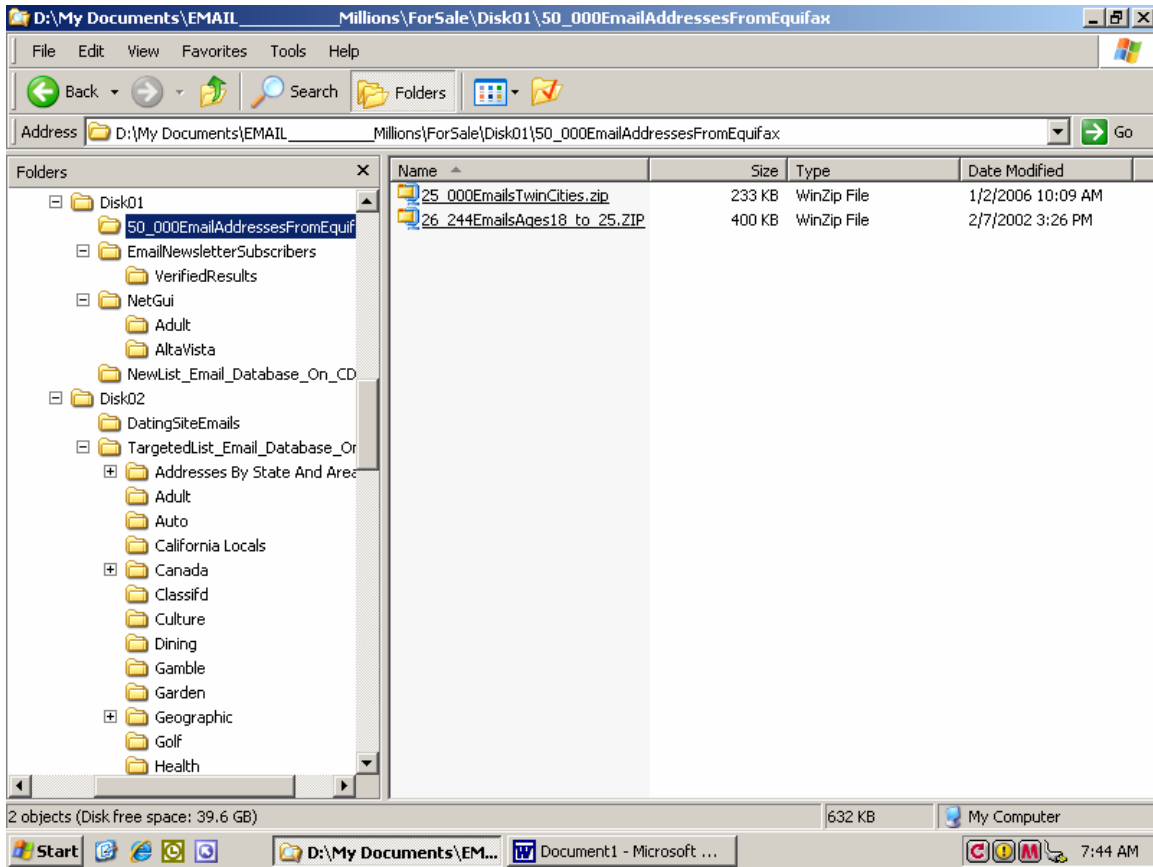 D:\My Documents\EMAIL__________Millions\ForSale\Disk01\50_000EmailAddressesFromEquifax
File Edit View Favorites Tools Help
Back Search Folders
Address D:\My Documents\EMAIL__________Millions\ForSale\Disk01\50_000EmailAddressesFromEquifax Go
Folders x Name Size Type Date Modified
Disk01 25_000EmailsTwinCities.zip 233 KB WinZip File 1/2/2006 10:09 AM
50_000EmailAddressesFromEquif 26_244EmailsAges18_to_25.ZIP 400 KB WinZip File 2/7/2002 3:26 PM
EmailNewsletterSubscribers
VerifiedResults
NetGui
Adult
AltaVista
NewList_Email_Database_On_CD
Disk02
DatingSiteEmails
TargetedList_Email_Database_Or
Addresses By State And Area
Adult
Auto
California Locals
Canada
Classifd
Culture
Dining
Gamble
Garden
Geographic
Golf
Health
2 objects (Disk free space: 39.6 GB) 632 KB My Computer
Start D:\My Documents\EM... Document1 - Microsoft ... C M 7:44 AM